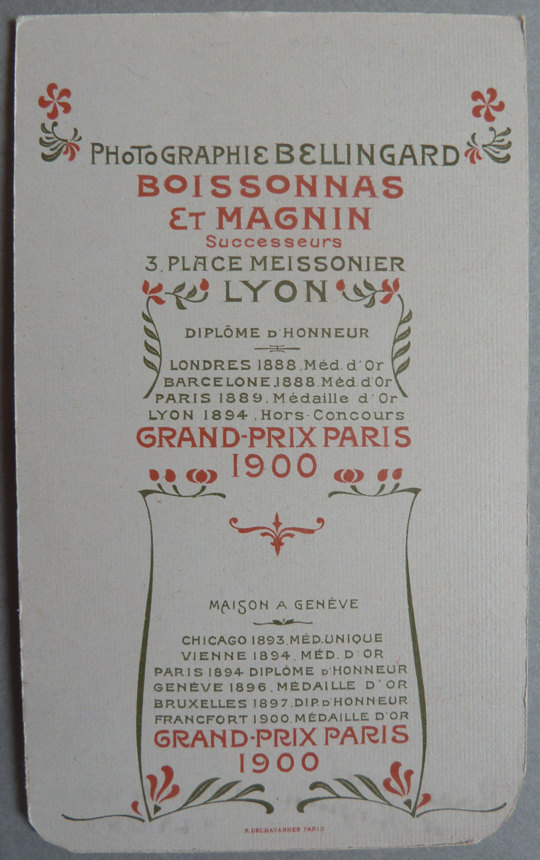 PHOTOGRAPHIE BELLINGARD
BOISSONNAS
ET MAGNIN
Successeurs
3. PLACE MEISSONIER
LYON
DIPLÔME D'HONNEUR
LONDRES 1888, Méd. d'Or
BARCELONE, 1888. Méd. d'Or
PARIS 1889, Médaille d'Or
LYON 1894, Hors-Concours
GRAND-PRIX PARIS
1900
MAISON A GENÈVE
CHICAGO 1893, MÉD. UNIQUE
VIENNE 1894, MÉD. D'OR
PARIS 1894 DIPLÔME D'HONNEUR
GENÈVE 1896, MÉDAILLE D'OR
BRUXELLES 1897, DIP. D'HONNEUR
FRANCFORT 1900, MÉDAILLE D'OR
GRAND-PRIX PARIS
1900
DECHAVANNES PARIS